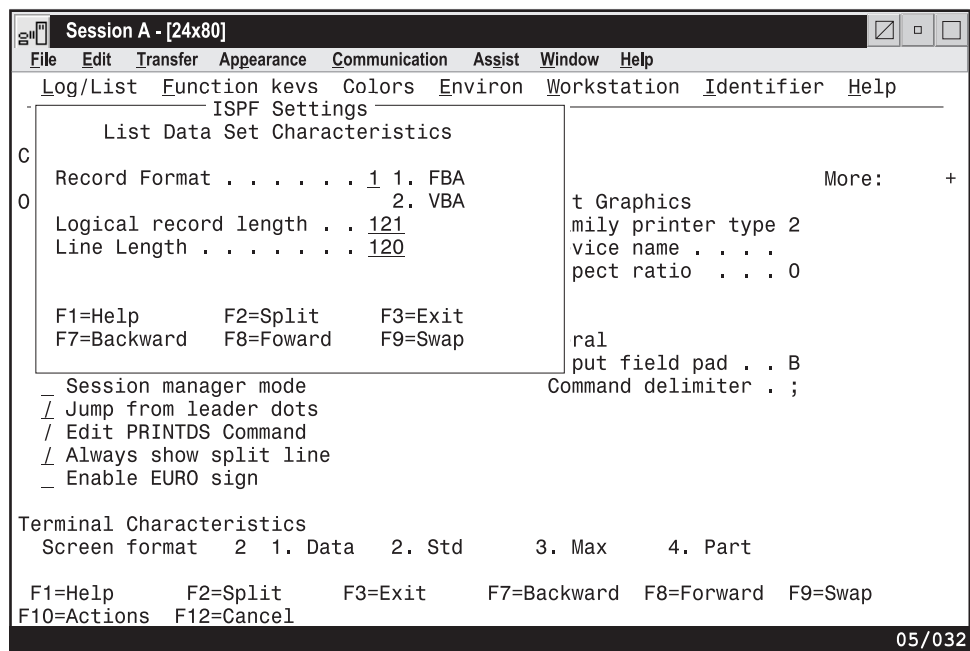 Session A - [24x80]
File Edit Transfer Appearance Communication Assist Window Help
Log/List Function keys Colors Environ Workstation Identifier Help
ISPF Settings
List Data Set Characteristics
C
Record Format . . . . . . 1 1. FBA More: +
O 2. VBA t Graphics
Logical record length . . 121 mily printer type 2
Line Length . . . . . . . 120 vice name . . . .
pect ratio . . . 0
F1=Help F2=Split F3=Exit
F7=Backward F8=Foward F9=Swap ral
put field pad . . B
_ Session manager mode Command delimiter . ;
/ Jump from leader dots
/ Edit PRINTDS Command
/ Always show split line
_ Enable EURO sign
Terminal Characteristics
Screen format 2 1. Data 2. Std 3. Max 4. Part
F1=Help F2=Split F3=Exit F7=Backward F8=Forward F9=Swap
F10=Actions F12=Cancel
05/032